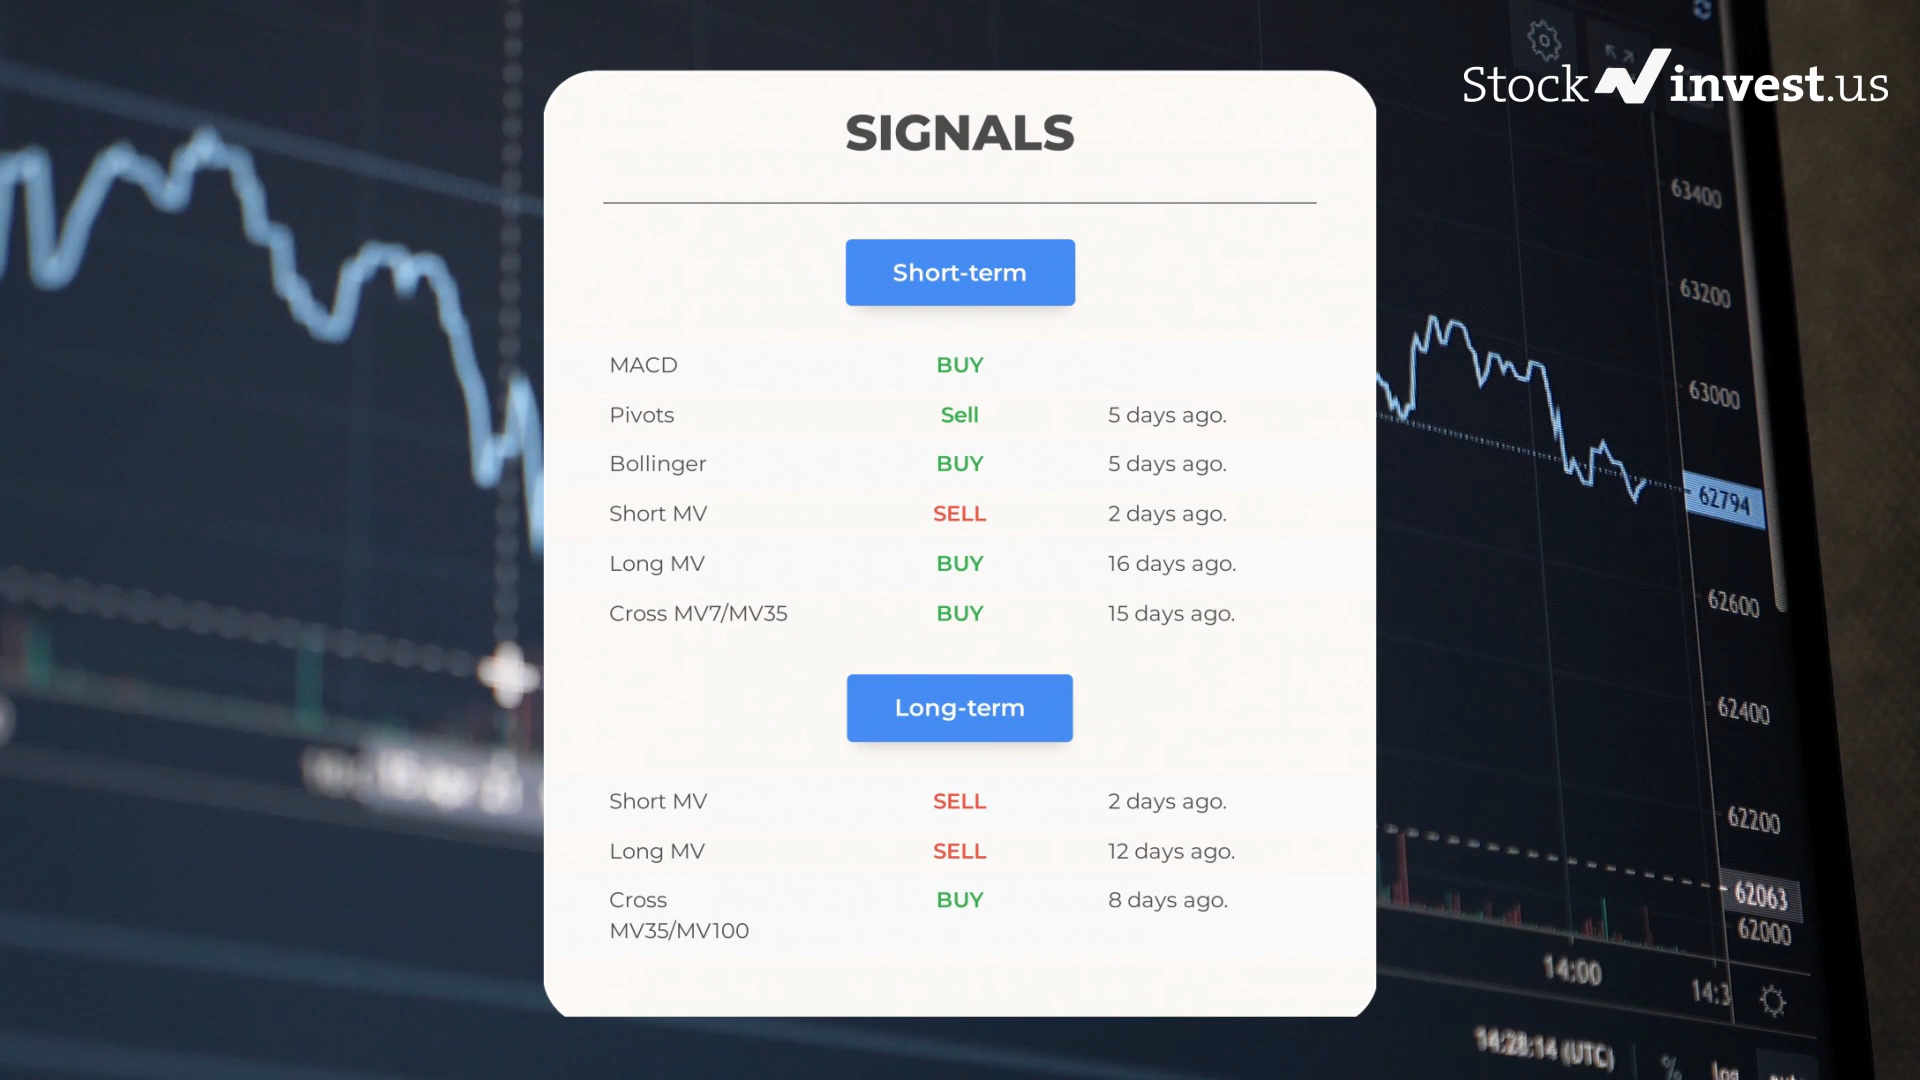 Stock invest.us
SIGNALS
Short-term
MACD BUY
Pivots Sell 5 days ago.
Bollinger BUY 5 days ago.
Short MV SELL 2 days ago.
Long MV BUY 16 days ago.
Cross MV7/MV35 BUY 15 days ago.
Long-term
Short MV SELL 2 days ago.
Long MV SELL 12 days ago.
Cross BUY 8 days ago.
MV35/MV100
63400
63200
63000
62794
62600
62400
62200
62063
62000
14:00
14:3
14:28:14 (UTC) % log